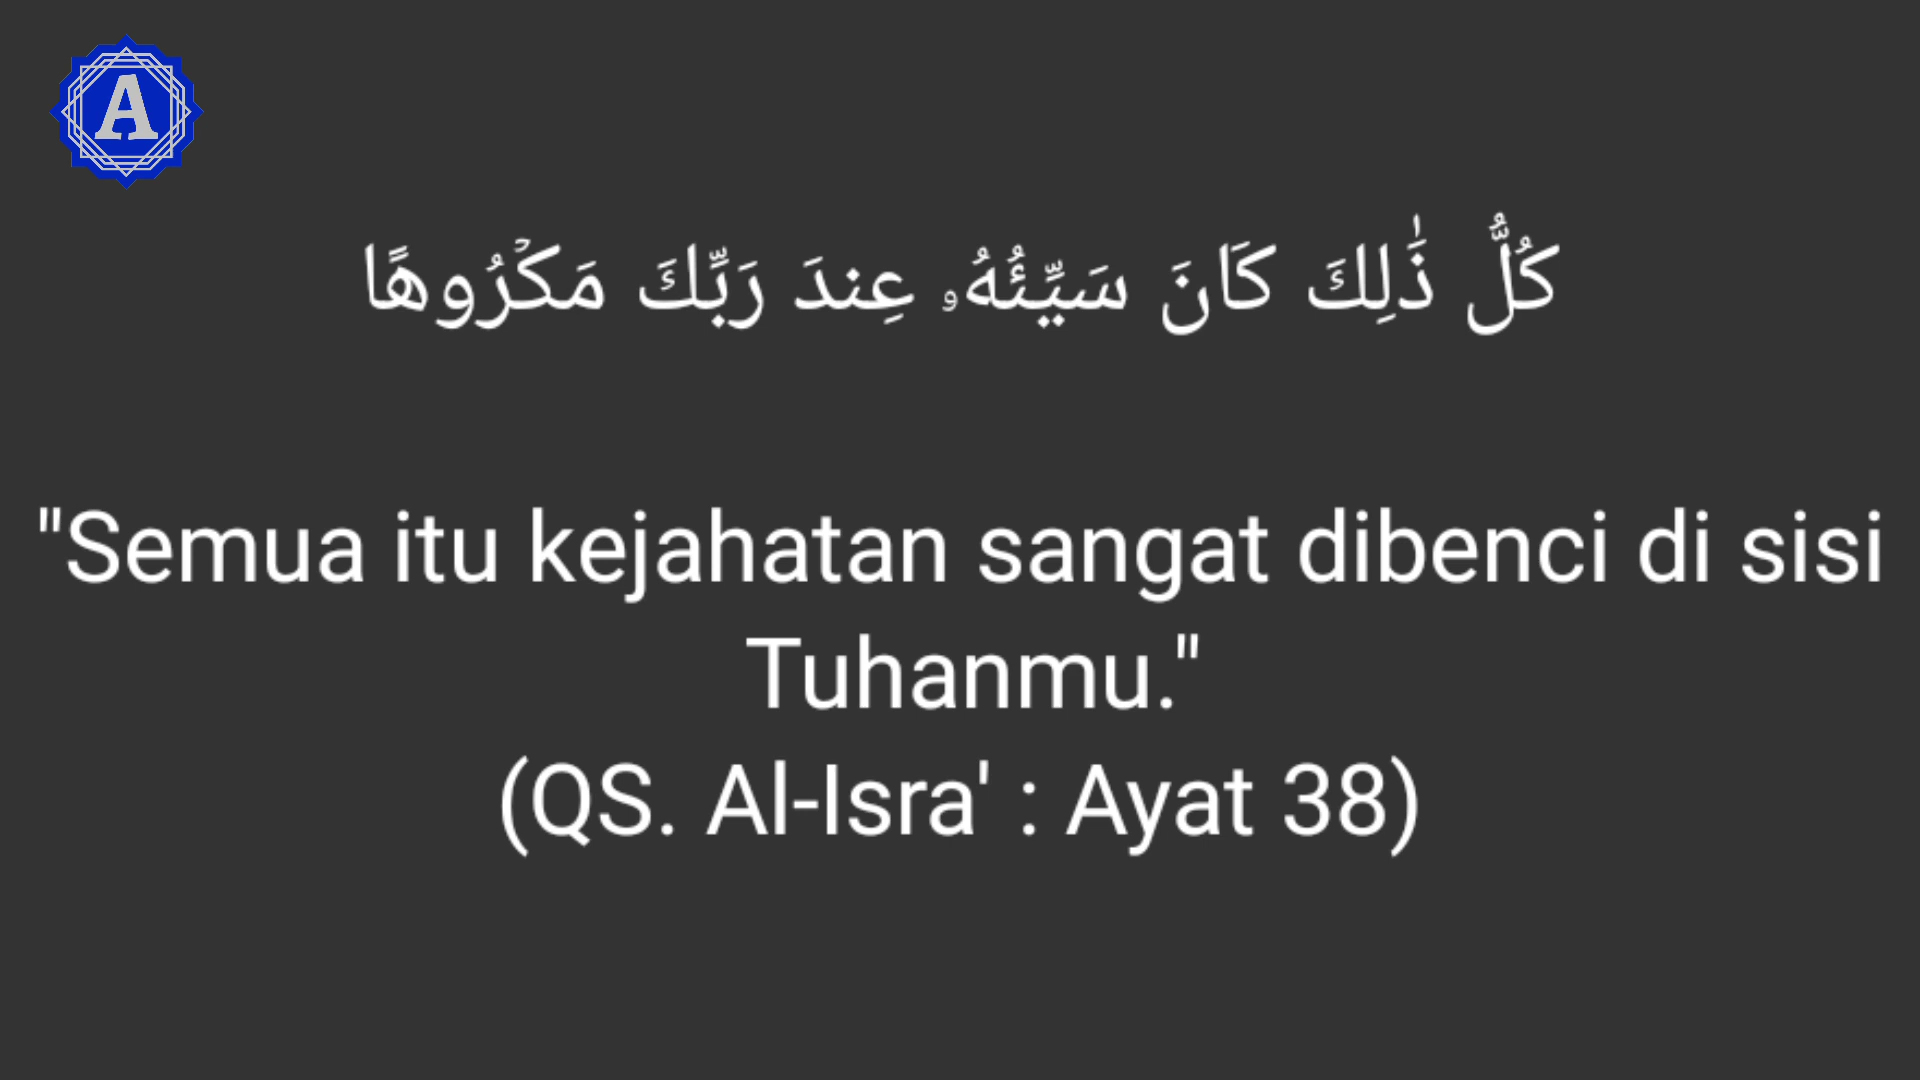 A
كُلُّ ذَٰلِكَ كَانَ سَيِّئُهُۥ عِندَ رَبِّكَ مَكْرُوهًا
"Semua itu kejahatan sangat dibenci di sisi
Tuhanmu."
(QS. Al-Isra' : Ayat 38)